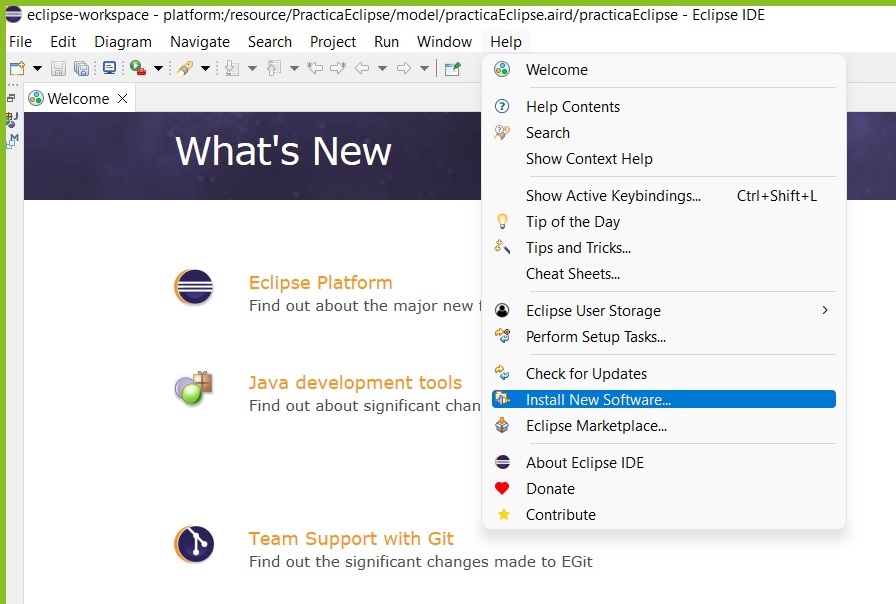 eclipse-workspace - platform:/resource/PracticaEclipse/model/practicaEclipse.aird/practicaEclipse - Eclipse IDE
File Edit Diagram Navigate Search Project Run Window Help
Welcome
What's New
Eclipse Platform
Find out about the major new f
Java development tools
Find out about significant chan
Team Support with Git
Find out the significant changes made to EGit
Welcome
Help Contents
Search
Show Context Help
Show Active Keybindings... Ctrl+Shift+L
Tip of the Day
Tips and Tricks...
Cheat Sheets...
Eclipse User Storage
Perform Setup Tasks...
Check for Updates
Install New Software...
Eclipse Marketplace...
About Eclipse IDE
Donate
Contribute